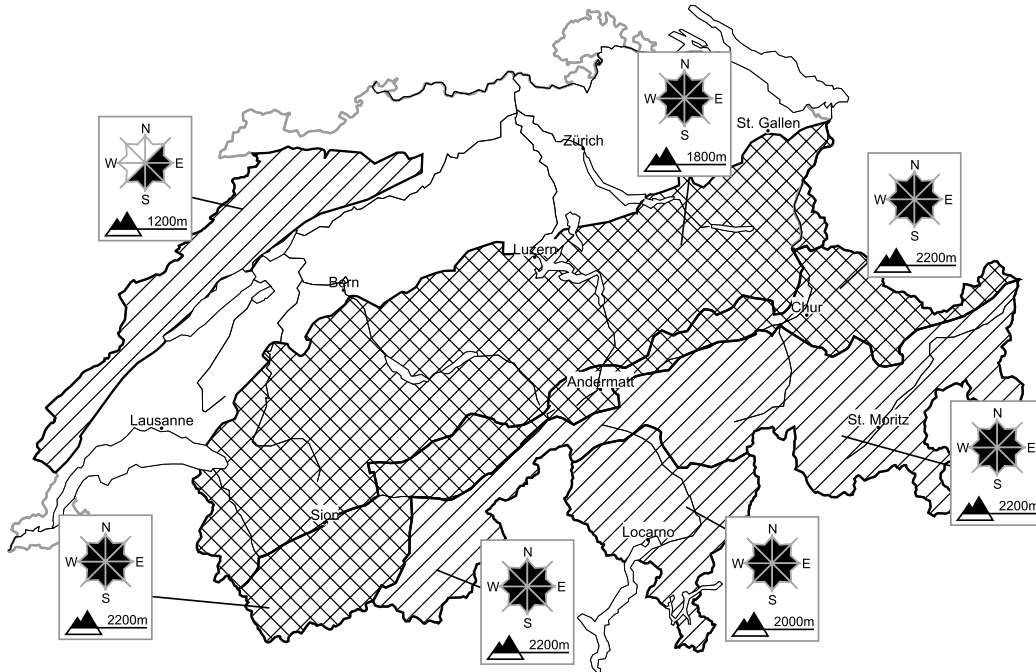 N
W E
S
1800m
St. Gallen
Zürich
N
W E
S
1200m
N
W E
S
2200m
Luzern
Bern
Chur
Andermatt
Lausanne
St. Moritz
N
W E
S
2200m
Sion
Locarno
N
W E
S
2200m
N
W E
S
2200m
N
W E
S
2000m